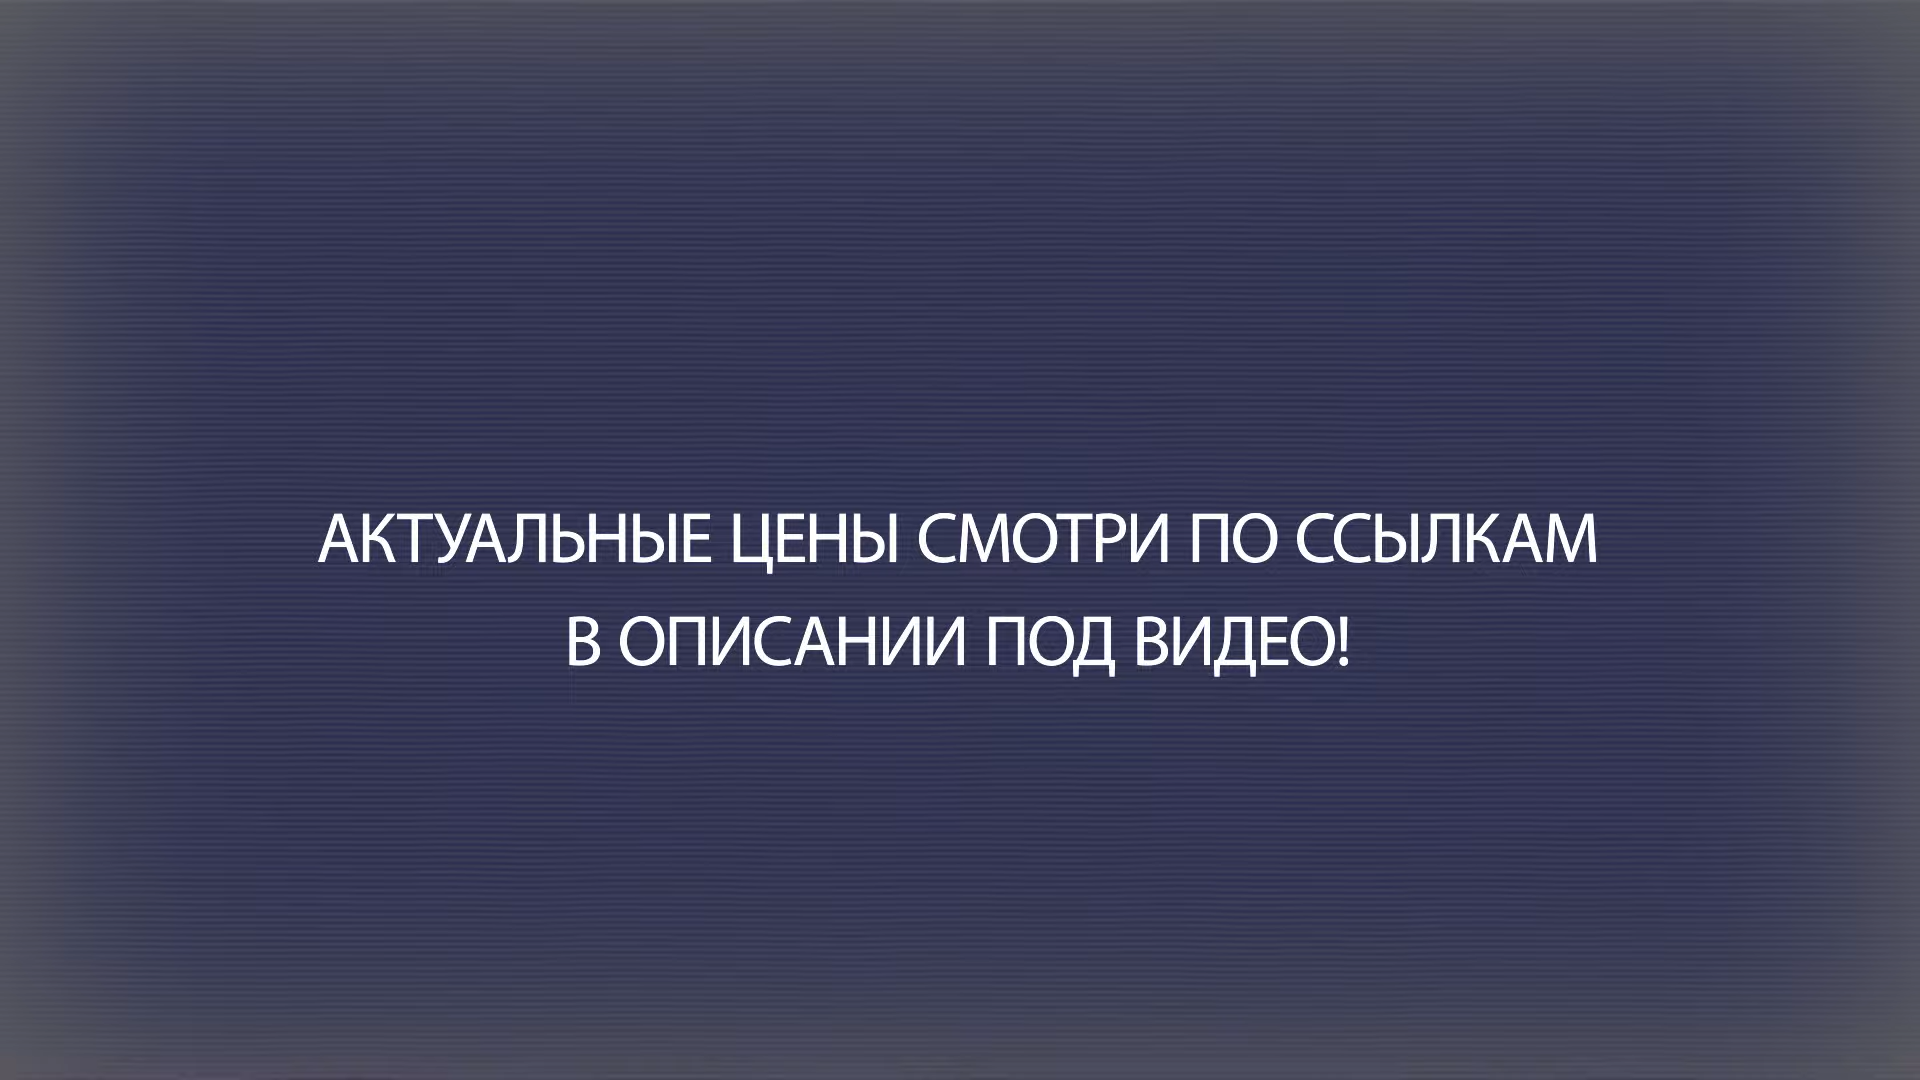 АКТУАЛЬНЫЕ ЦЕНЫ СМОТРИ ПО ССЫЛКАМ
В ОПИСАНИИ ПОД ВИДЕО!